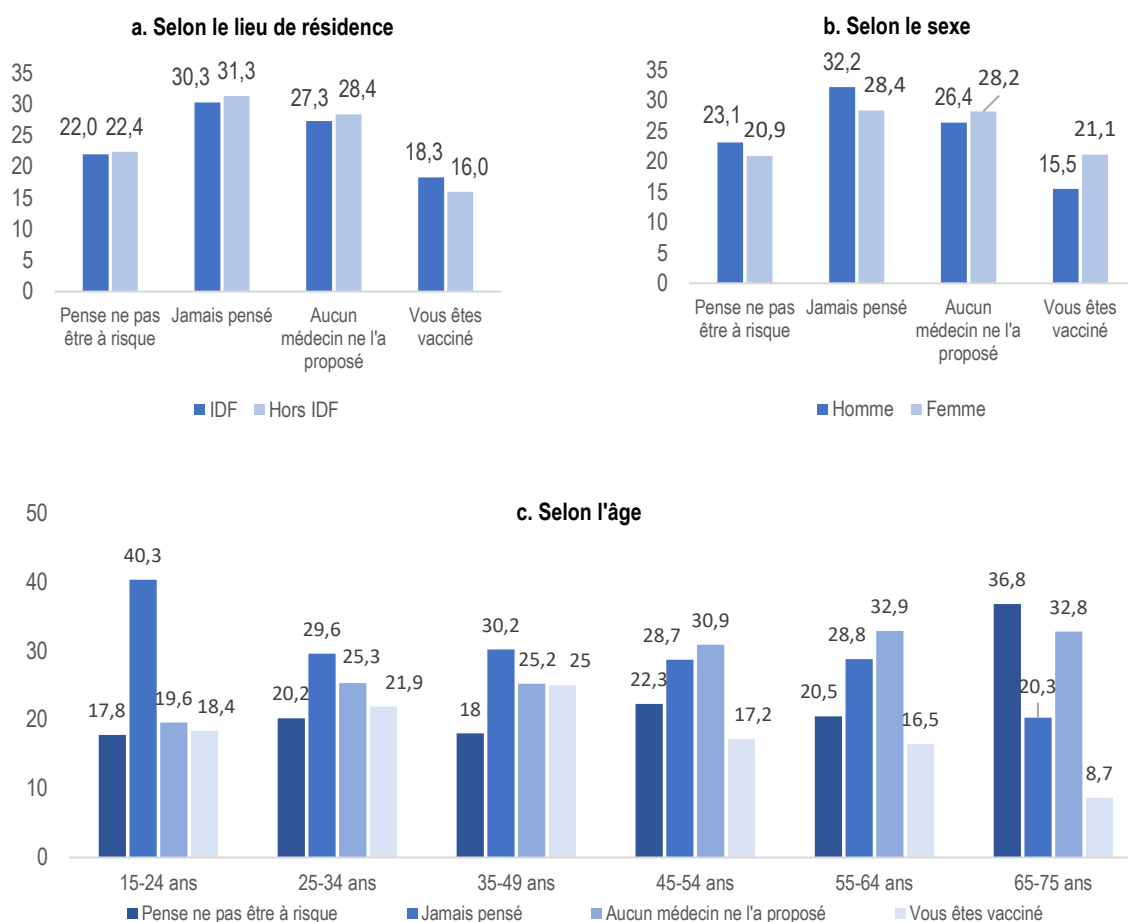 a. Selon le lieu de résidence
35
30
25
20
15
10
5
0
22,0 22,4 30,3 31,3 27,3 28,4 18,3 16,0
Pense ne pas Jamais pensé Aucun Vous êtes
être à risque médecin ne l'a vacciné
proposé
IDF Hors IDF
b. Selon le sexe
35
30
25
20
15
10
5
0
23,1 20,9 32,2 28,4 26,4 28,2 15,5 21,1
Pense ne pas Jamais pensé Aucun Vous êtes
être à risque médecin ne l'a vacciné
proposé
Homme Femme
c. Selon l'âge
50
40
30
20
10
0
17,8 40,3 19,6 18,4
20,2 29,6 25,3 21,9
18 30,2 25,2 25
22,3 28,7 30,9 17,2
20,5 28,8 32,9 16,5
36,8 20,3 32,8 8,7
15-24 ans 25-34 ans 35-49 ans 45-54 ans 55-64 ans 65-75 ans
Pense ne pas être à risque Jamais pensé Aucun médecin ne l'a proposé Vous êtes vacciné